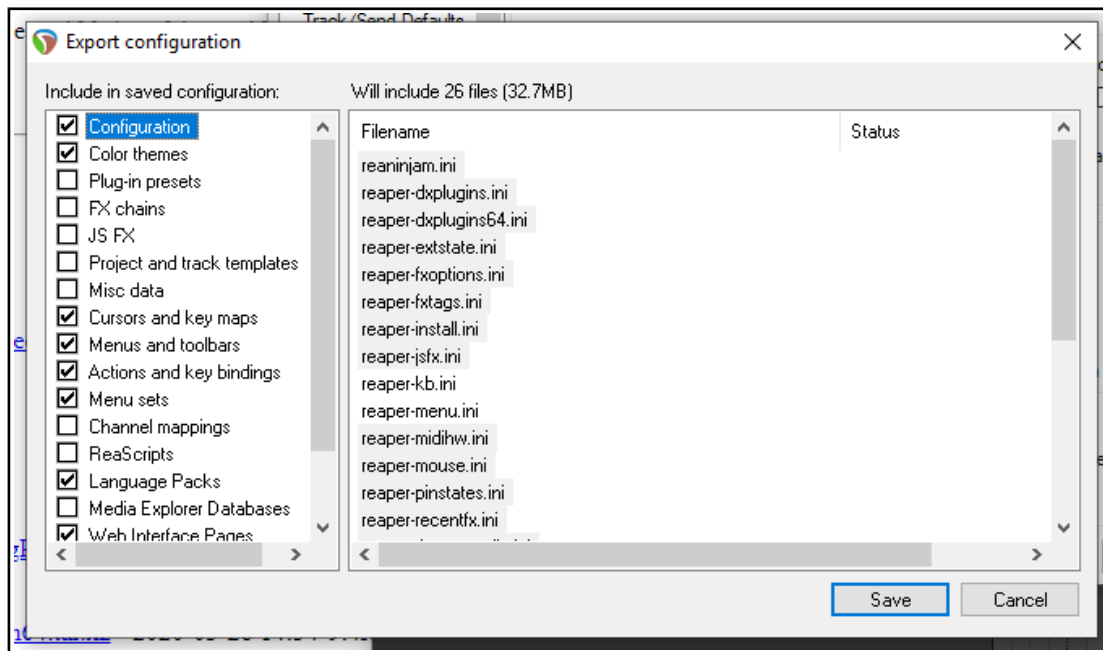 Track/Send Defaults
Export configuration
Include in saved configuration:
Configuration
Color themes
Plug-in presets
FX chains
JS FX
Project and track templates
Misc data
Cursors and key maps
Menus and toolbars
Actions and key bindings
Menu sets
Channel mappings
ReaScripts
Language Packs
Media Explorer Databases
Web Interface Pages
Will include 26 files (32.7MB)
Filename Status
reaninjam.ini
reaper-dxplugins.ini
reaper-dxplugins64.ini
reaper-extstate.ini
reaper-fxoptions.ini
reaper-fxtags.ini
reaper-install.ini
reaper-jsfx.ini
reaper-kb.ini
reaper-menu.ini
reaper-midihw.ini
reaper-mouse.ini
reaper-pinstates.ini
reaper-recentfx.ini
Save Cancel